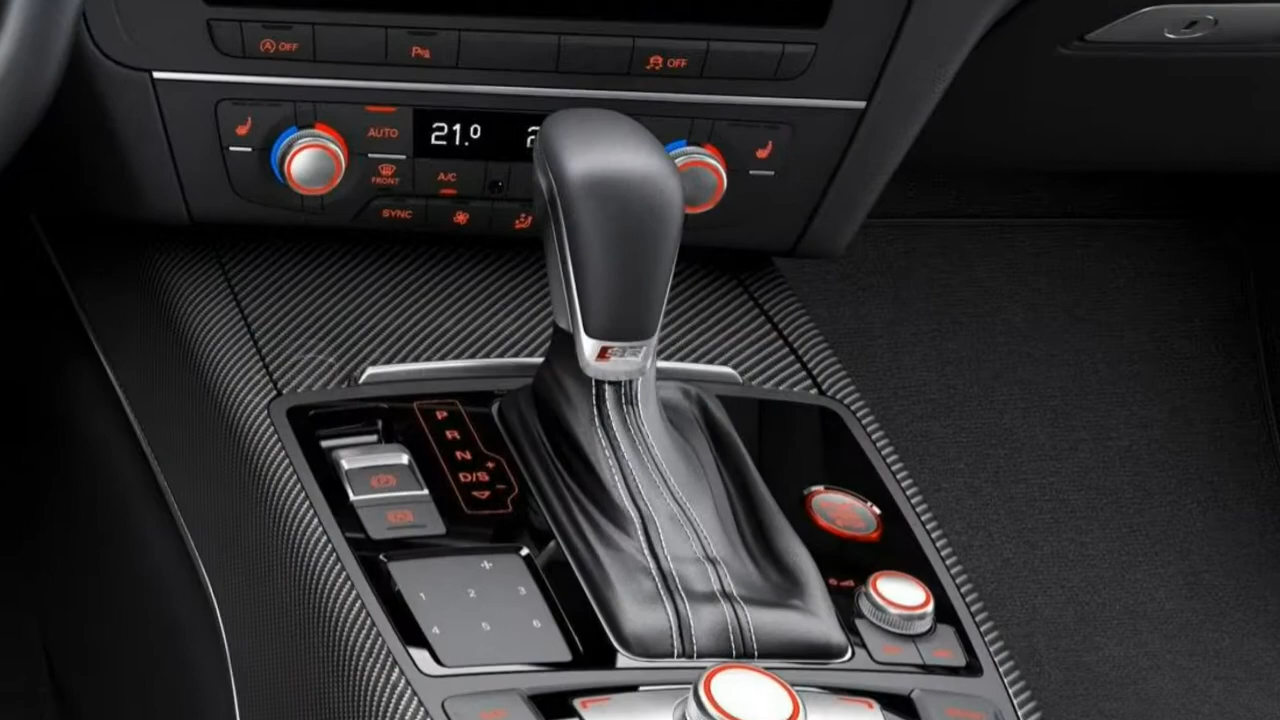 A OFF
P
OFF
AUTO
21.0
FRONT
A/C
SYNC
P
R
N
+
D/S
-
1 2 3
4 5 6